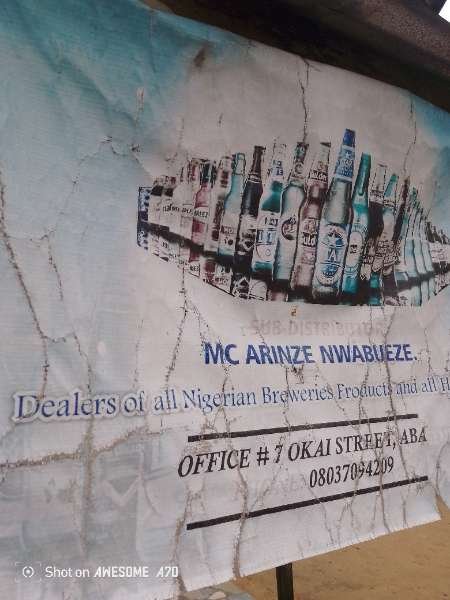 SUB-DISTRIBUTOR
MC ARINZE NWABUEZE.
Dealers of all Nigerian Breweries Products and all H
OFFICE # 7 OKAI STREET, ABA
08037094209
Shot on AWESOME A70